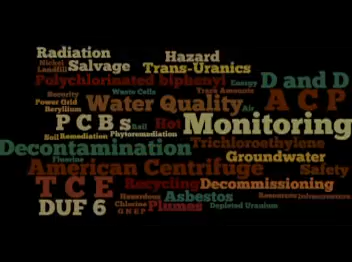 Radiation Hazard
Nickel Salvage Trans-Uranics
Landfill
Polychlorinated biphenyl Energy D and D
Security Waste Cells Trace Amounts
Power Grid Water Quality Air A C P
Beryllium
P C B s Rail Hot Monitoring
Soil Remediation Phytoremediation
Decontamination Trichloroethylene
Fluorine Groundwater
American Centrifuge Safety
T C E Recycling Decommissioning
Hazardous Asbestos
DUF 6 Chlorine Plumes Depleted Uranium
G N E P